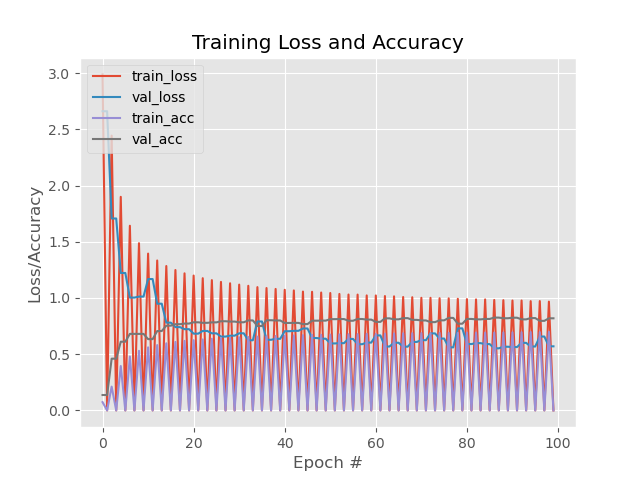 Training Loss and Accuracy
train_loss
val_loss
train_acc
val_acc
3.0
2.5
2.0
1.5
1.0
0.5
0.0
Loss/Accuracy
0 20 40 60 80 100
Epoch #